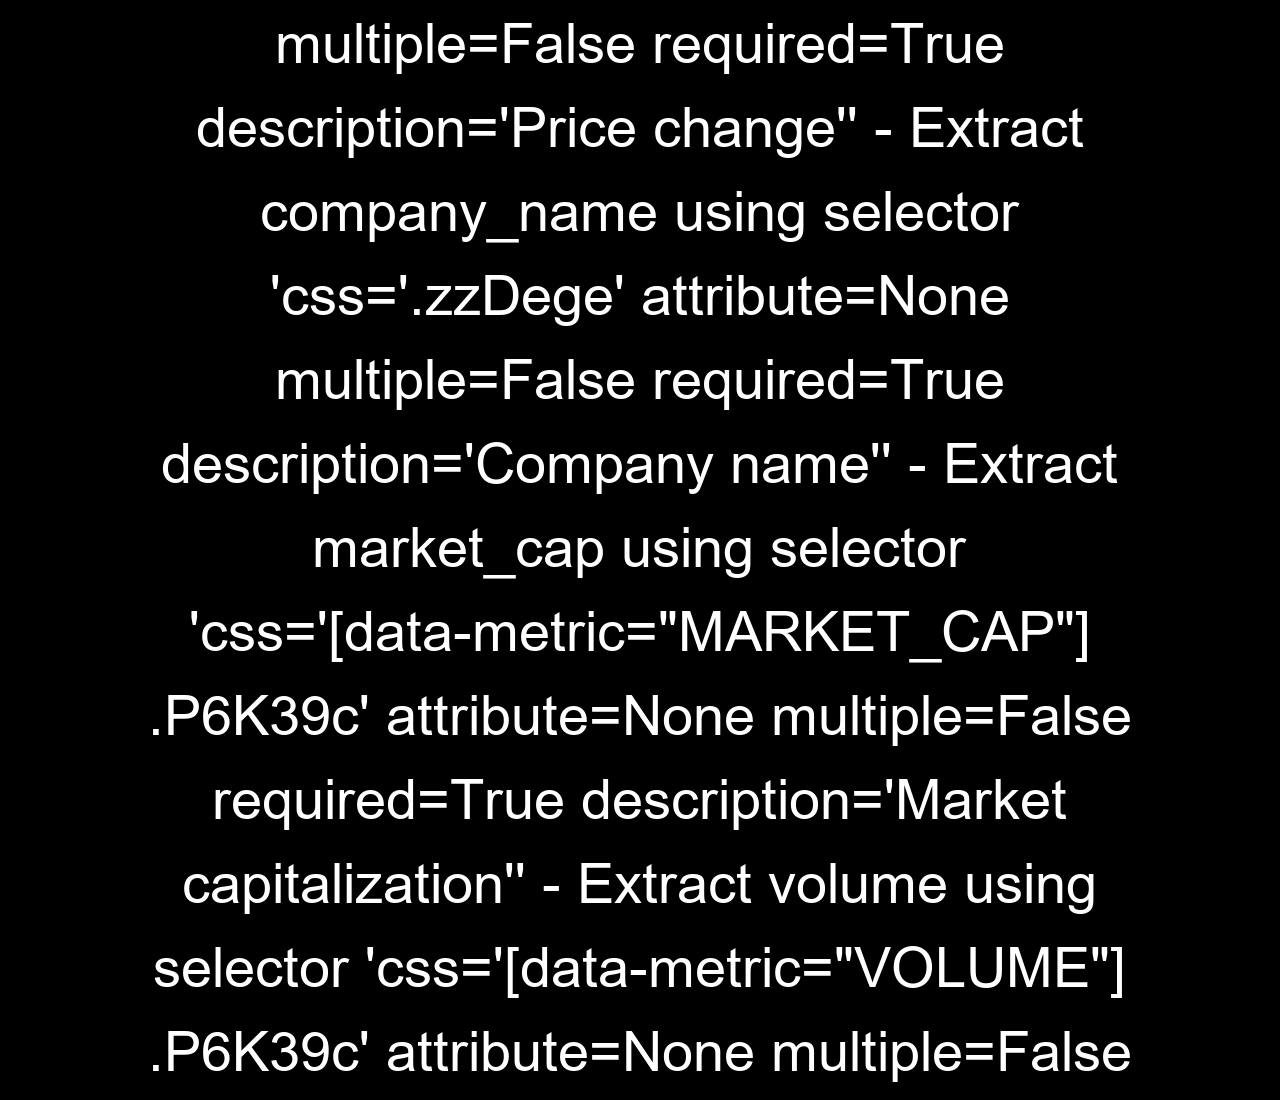 multiple=False required=True
description='Price change'' - Extract
company_name using selector
'css='.zzDege' attribute=None
multiple=False required=True
description='Company name'' - Extract
market_cap using selector
'css='[data-metric="MARKET_CAP"]
.P6K39c' attribute=None multiple=False
required=True description='Market
capitalization'' - Extract volume using
selector 'css='[data-metric="VOLUME"]
.P6K39c' attribute=None multiple=False